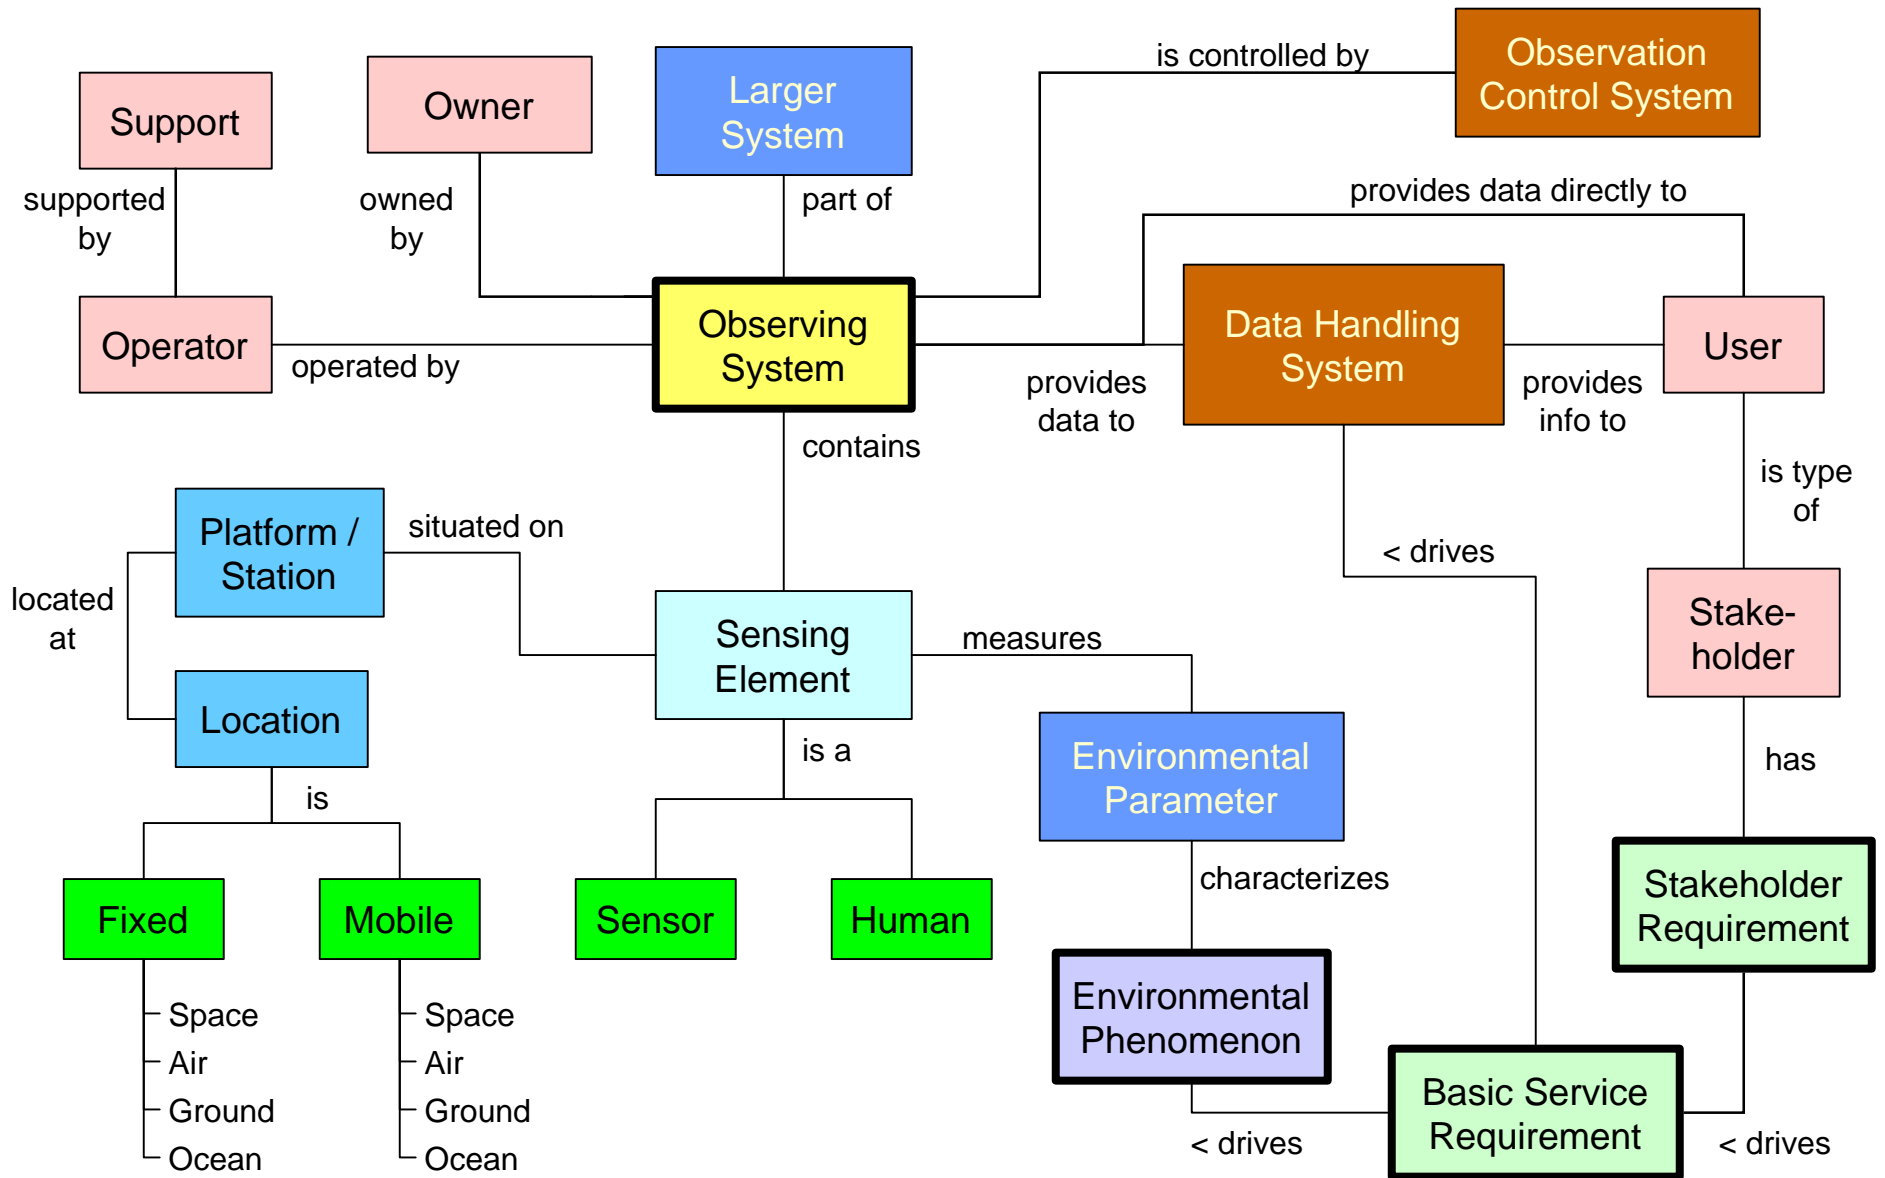 Observation
Control System
is controlled by
Larger
System
Owner
Support
supported
by
owned
by
part of
provides data directly to
Operator
operated by
Observing
System
Data Handling
System
User
provides
data to
provides
info to
contains
is type
of
Platform /
Station
situated on
< drives
located
at
Sensing
Element
measures
Stake-
holder
Location
is a
Environmental
Parameter
has
is
characterizes
Fixed
Mobile
Sensor
Human
Stakeholder
Requirement
Environmental
Phenomenon
Space
Air
Ground
Ocean
Space
Air
Ground
Ocean
Basic Service
Requirement
< drives
< drives